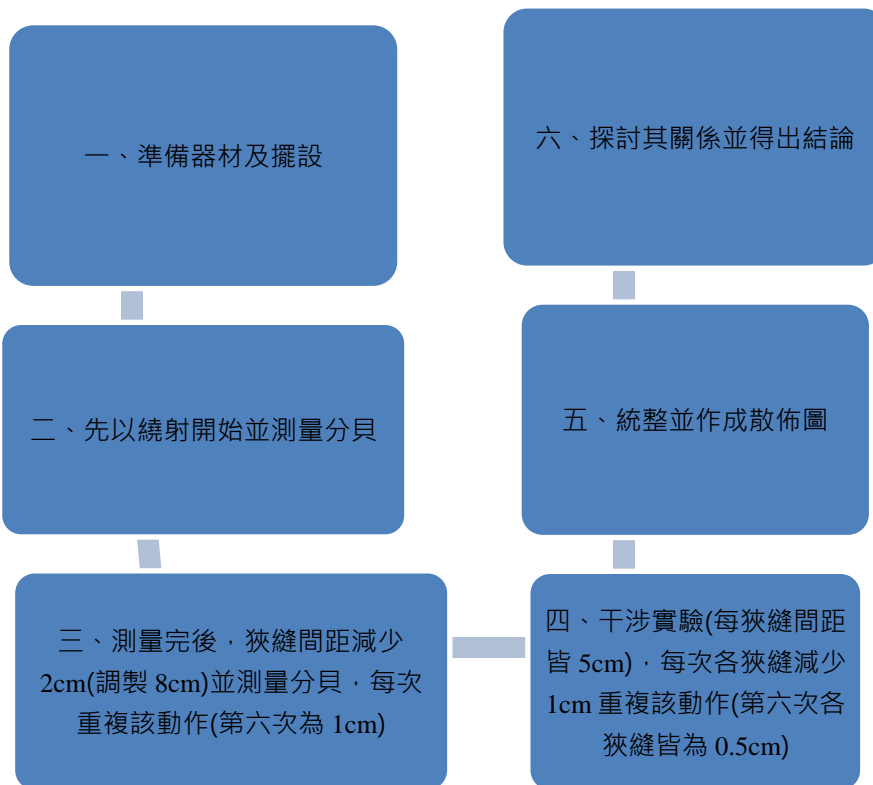 一、準備器材及擺設
二、先以繞射開始並測量分貝
三、測量完後，狹縫間距減少
2cm(調製 8cm)並測量分貝，每次
重複該動作(第六次為 1cm)
四、干涉實驗(每狹縫間距
皆 5cm)，每次各狹縫減少
1cm 重複該動作(第六次各
狹縫皆為 0.5cm)
五、統整並作成散佈圖
六、探討其關係並得出結論